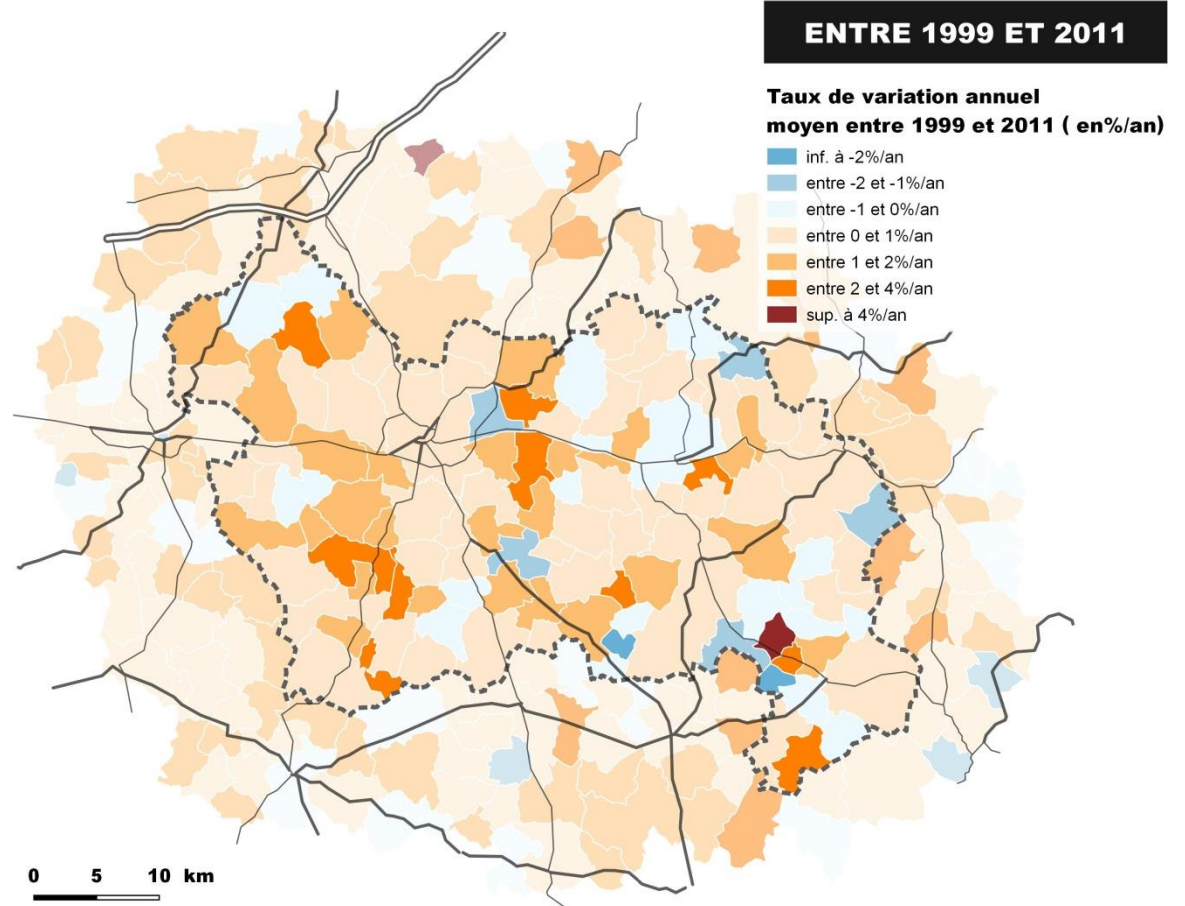 ENTRE 1999 ET 2011
Taux de variation annuel
moyen entre 1999 et 2011 ( en%/an)
inf. à -2%/an
entre -2 et -1%/an
entre -1 et 0%/an
entre 0 et 1%/an
entre 1 et 2%/an
entre 2 et 4%/an
sup. à 4%/an
0 5 10 km